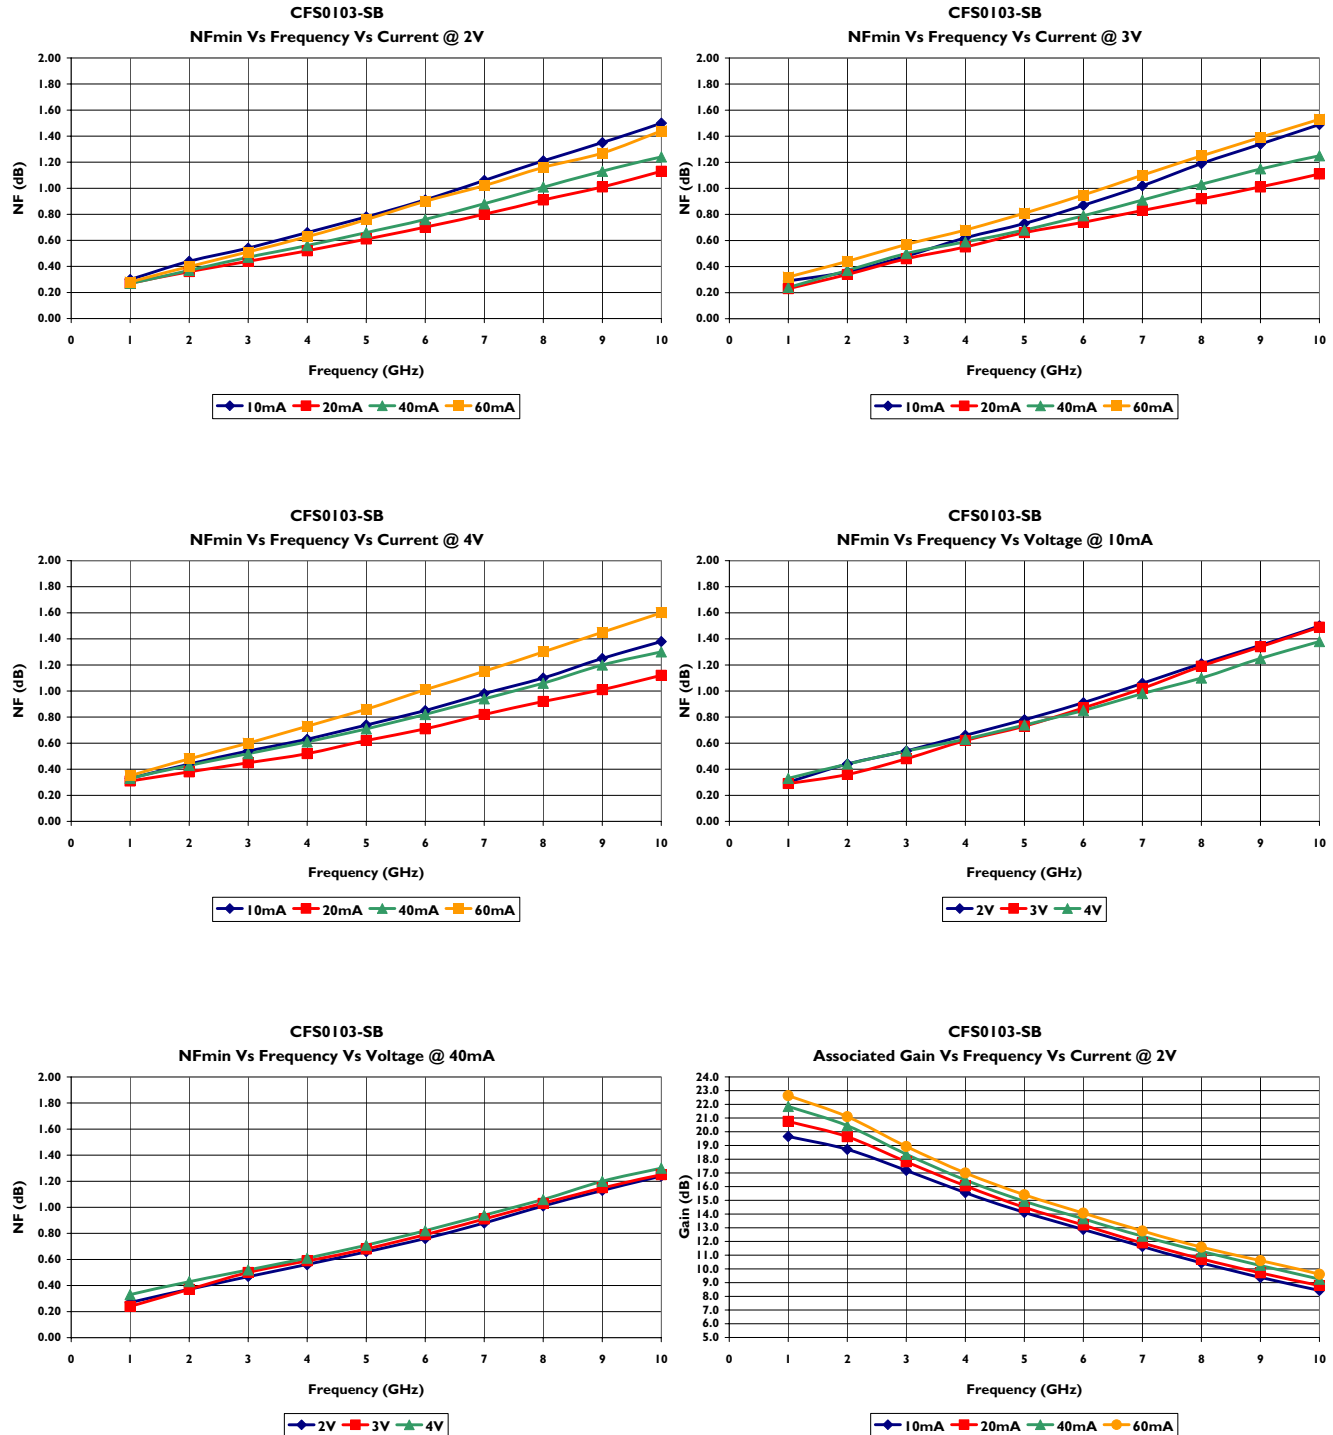 CFS0103-SB
NFmin Vs Frequency Vs Current @ 2V
2.00
1.80
1.60
1.40
1.20
1.00
0.80
0.60
0.40
0.20
0.00
NF (dB)
0 1 2 3 4 5 6 7 8 9 10
Frequency (GHz)
10mA 20mA 40mA 60mA
CFS0103-SB
NFmin Vs Frequency Vs Current @ 3V
2.00
1.80
1.60
1.40
1.20
1.00
0.80
0.60
0.40
0.20
0.00
NF (dB)
0 1 2 3 4 5 6 7 8 9 10
Frequency (GHz)
10mA 20mA 40mA 60mA
CFS0103-SB
NFmin Vs Frequency Vs Current @ 4V
2.00
1.80
1.60
1.40
1.20
1.00
0.80
0.60
0.40
0.20
0.00
NF (dB)
0 1 2 3 4 5 6 7 8 9 10
Frequency (GHz)
10mA 20mA 40mA 60mA
CFS0103-SB
NFmin Vs Frequency Vs Voltage @ 10mA
2.00
1.80
1.60
1.40
1.20
1.00
0.80
0.60
0.40
0.20
0.00
NF (dB)
0 1 2 3 4 5 6 7 8 9 10
Frequency (GHz)
2V 3V 4V
CFS0103-SB
NFmin Vs Frequency Vs Voltage @ 40mA
2.00
1.80
1.60
1.40
1.20
1.00
0.80
0.60
0.40
0.20
0.00
NF (dB)
0 1 2 3 4 5 6 7 8 9 10
Frequency (GHz)
2V 3V 4V
CFS0103-SB
Associated Gain Vs Frequency Vs Current @ 2V
24.0
23.0
22.0
21.0
20.0
19.0
18.0
17.0
16.0
15.0
14.0
13.0
12.0
11.0
10.0
9.0
8.0
7.0
6.0
5.0
Gain (dB)
0 1 2 3 4 5 6 7 8 9 10
Frequency (GHz)
10mA 20mA 40mA 60mA